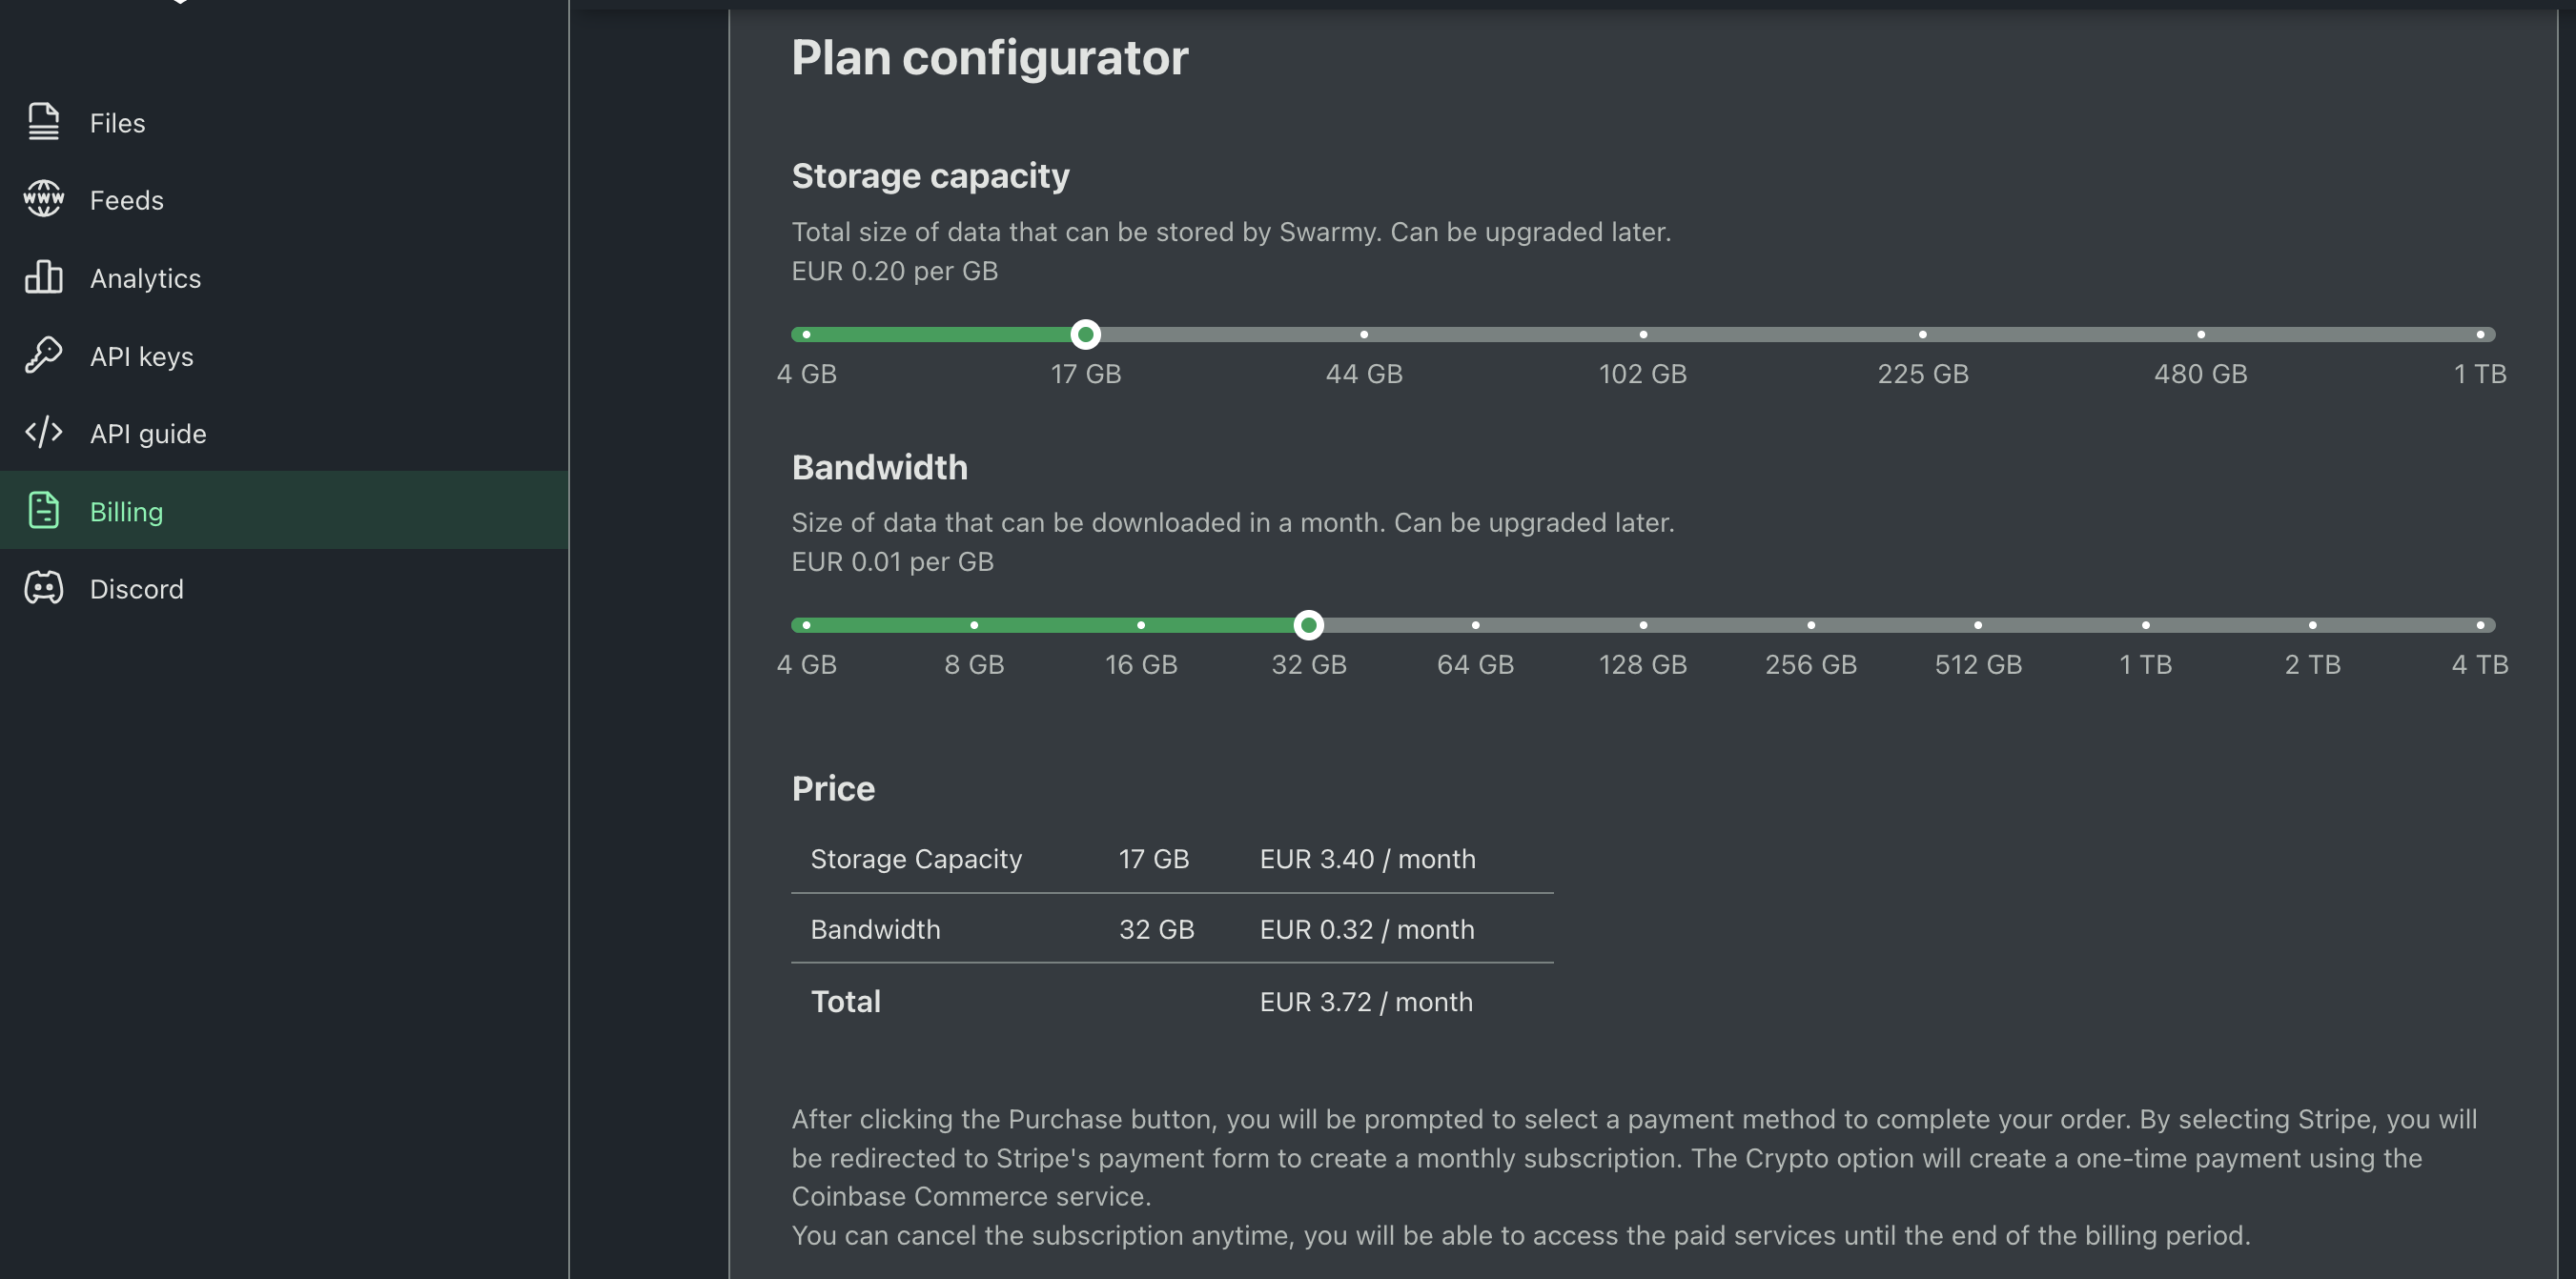 Files
WWW
Feeds
Analytics
API keys
API guide
Billing
Discord
Plan configurator
Storage capacity
Total size of data that can be stored by Swarmy. Can be upgraded later.
EUR 0.20 per GB
4 GB 17 GB 44 GB 102 GB 225 GB 480 GB 1 TB
Bandwidth
Size of data that can be downloaded in a month. Can be upgraded later.
EUR 0.01 per GB
4 GB 8 GB 16 GB 32 GB 64 GB 128 GB 256 GB 512 GB 1 TB 2 TB 4 TB
Price
Storage Capacity 17 GB EUR 3.40 / month
Bandwidth 32 GB EUR 0.32 / month
Total EUR 3.72 / month
After clicking the Purchase button, you will be prompted to select a payment method to complete your order. By selecting Stripe, you will
be redirected to Stripe's payment form to create a monthly subscription. The Crypto option will create a one-time payment using the
Coinbase Commerce service.
You can cancel the subscription anytime, you will be able to access the paid services until the end of the billing period.